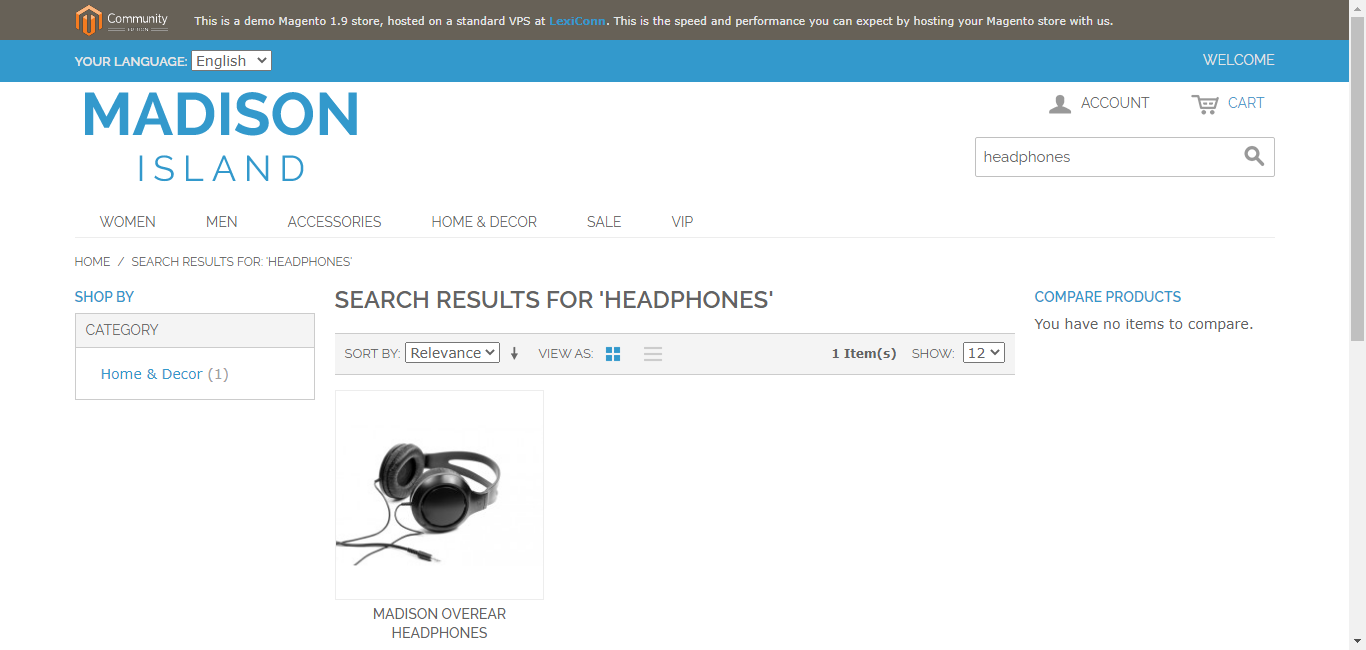 Community
This is a demo Magento 1.9 store, hosted on a standard VPS at LexiConn. This is the speed and performance you can expect by hosting your Magento store with us.
YOUR LANGUAGE: English
WELCOME
MADISON
ISLAND
ACCOUNT
CART
headphones
WOMEN
MEN
ACCESSORIES
HOME & DECOR
SALE
VIP
HOME / SEARCH RESULTS FOR: 'HEADPHONES'
SHOP BY
CATEGORY
Home & Decor (1)
SEARCH RESULTS FOR 'HEADPHONES'
SORT BY: Relevance
VIEW AS:
1 Item(s)
SHOW: 12
MADISON OVEREAR
HEADPHONES
COMPARE PRODUCTS
You have no items to compare.